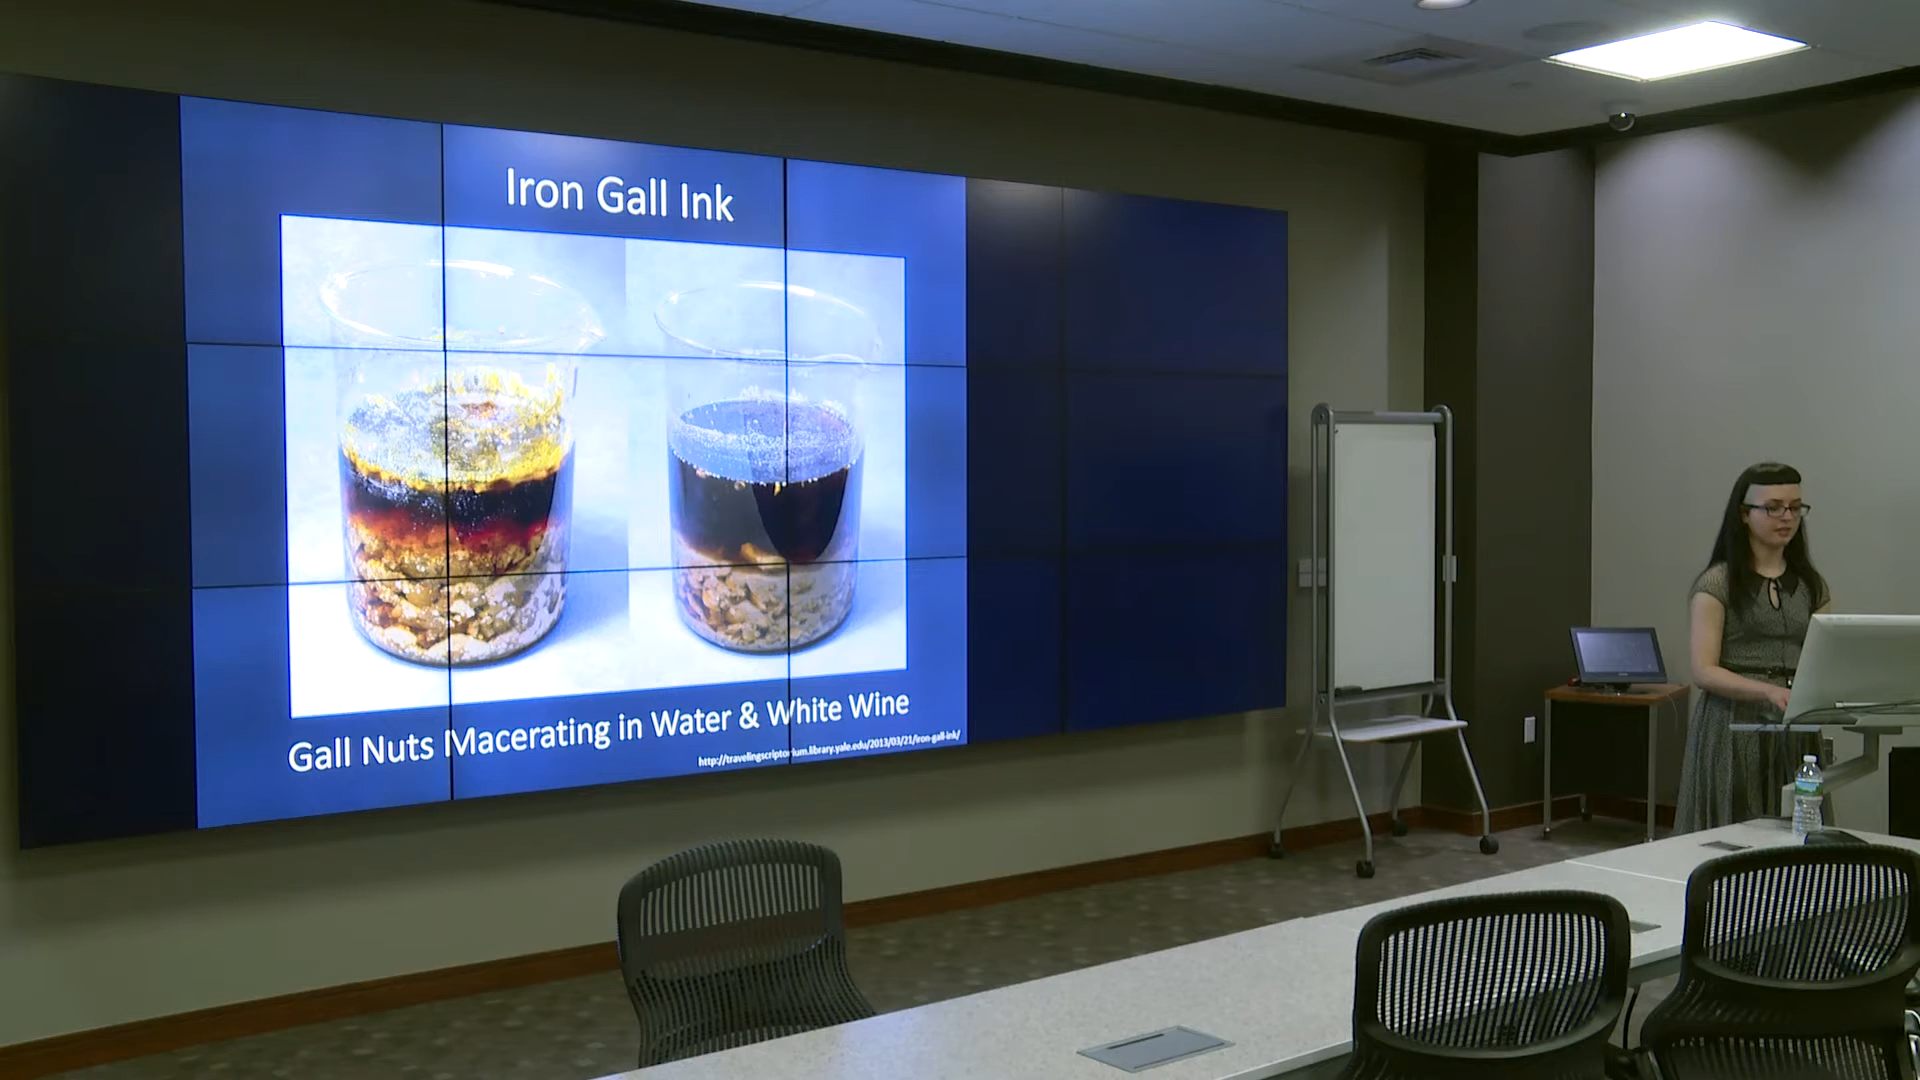 Iron Gall Ink
Gall Nuts Macerating in Water & White Wine
http://travelingscriptorium.library.yale.edu/2013/03/21/iron-gall-ink/